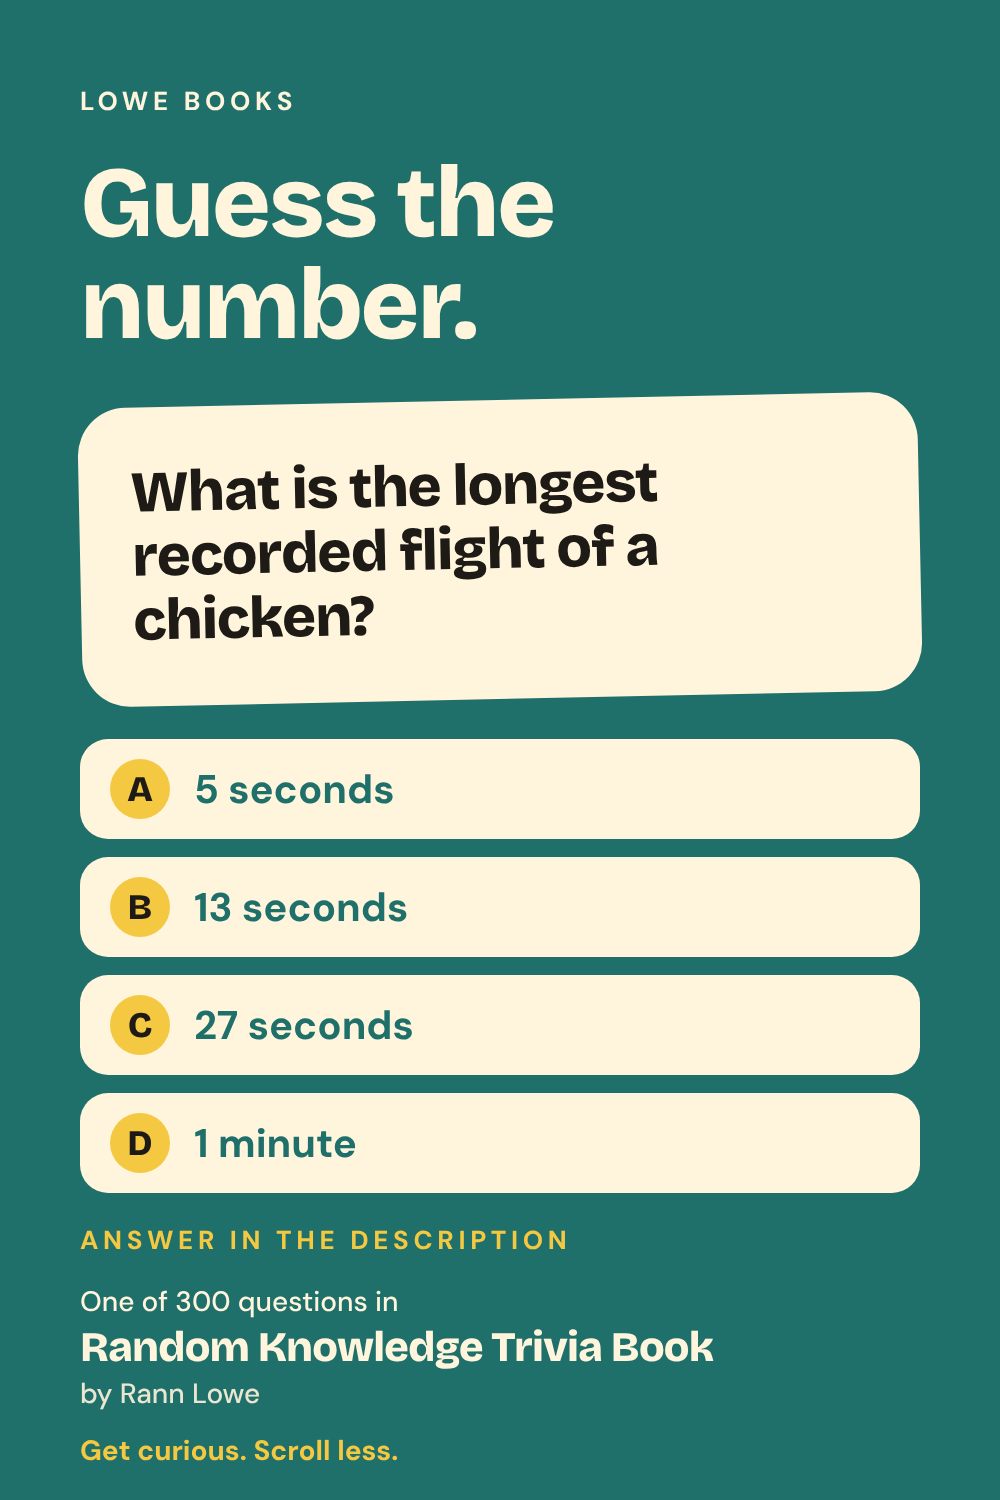 LOWE BOOKS
Guess the
number.
What is the longest
recorded flight of a
chicken?
A 5 seconds
B 13 seconds
C 27 seconds
D 1 minute
ANSWER IN THE DESCRIPTION
One of 300 questions in
Random Knowledge Trivia Book
by Rann Lowe
Get curious. Scroll less.